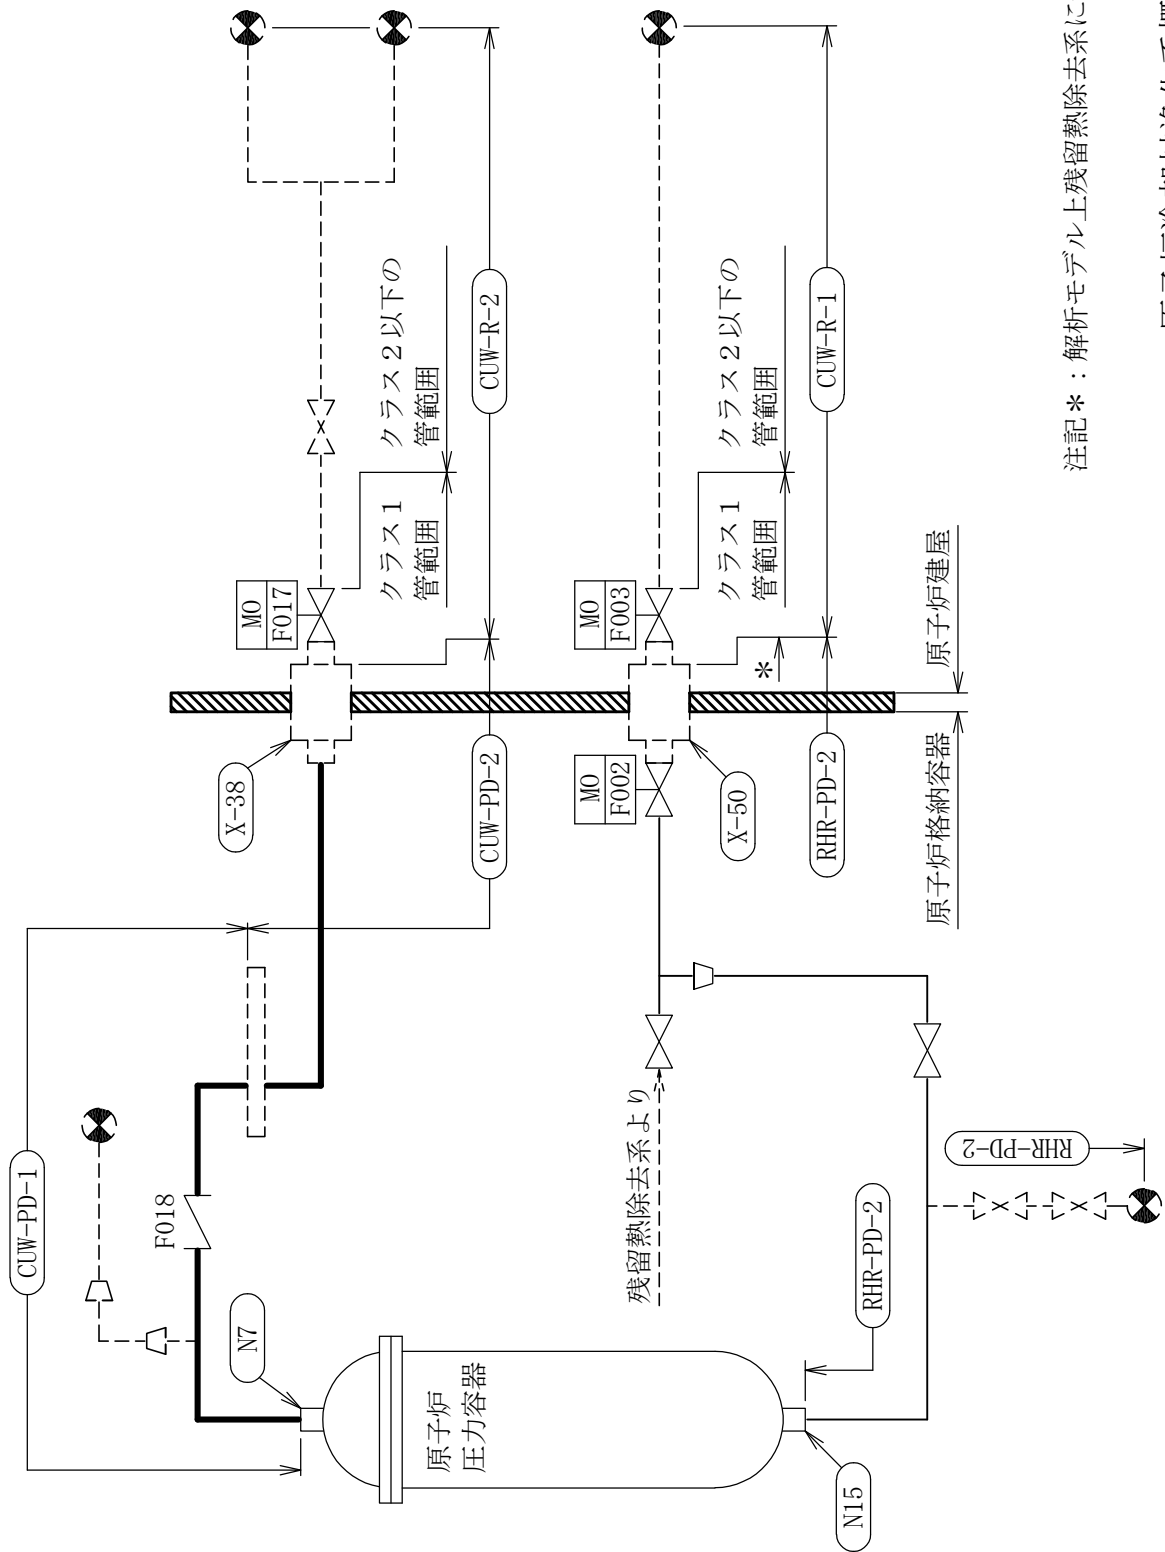 CUW-PD-1
F018
N7
原子炉
圧力容器
N15
RHR-PD-2
RHR-PD-2
残留熱除去系より
X-38
CUW-PD-2
MO
F017
クラス1
管範囲
クラス2以下の
管範囲
CUW-R-2
MO
F002
X-50
RHR-PD-2
MO
F003
*
クラス1
管範囲
クラス2以下の
管範囲
CUW-R-1
原子炉格納容器
原子炉建屋
注記*:解析モデル上残留熱除去系に